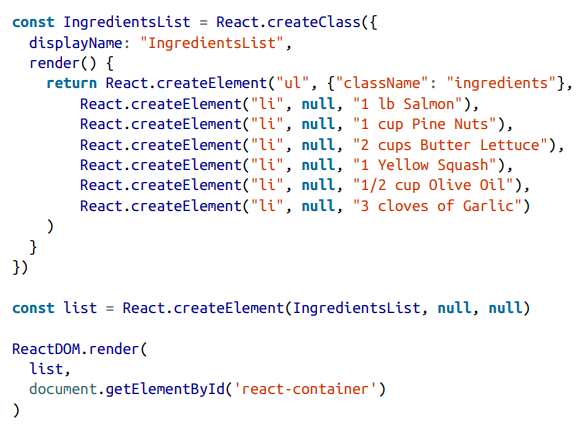 const IngredientsList = React.createClass({
  displayName: "IngredientsList",
  render() {
    return React.createElement("ul", {"className": "ingredients"},
        React.createElement("li", null, "1 lb Salmon"),
        React.createElement("li", null, "1 cup Pine Nuts"),
        React.createElement("li", null, "2 cups Butter Lettuce"),
        React.createElement("li", null, "1 Yellow Squash"),
        React.createElement("li", null, "1/2 cup Olive Oil"),
        React.createElement("li", null, "3 cloves of Garlic")
    )
  }
})

const list = React.createElement(IngredientsList, null, null)

ReactDOM.render(
  list,
  document.getElementById('react-container')
)